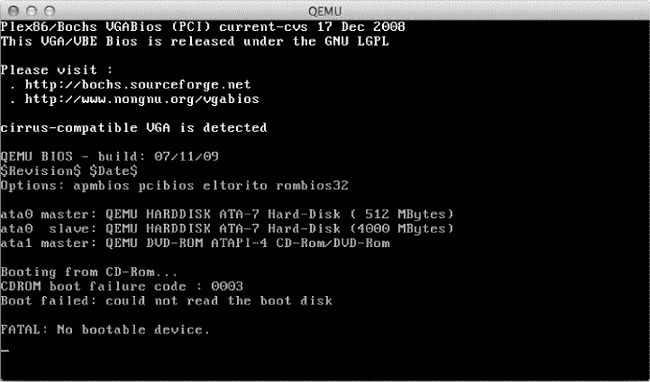 QEMU
Plex86/Bochs VGABios (PCI) current-cvs 17 Dec 2008
This VGA/VBE Bios is released under the GNU LGPL
Please visit :
. http://bochs.sourceforge.net
. http://www.nongnu.org/vgabios
cirrus-compatible VGA is detected
QEMU BIOS - build: 07/11/09
$Revision$ $Date$
Options: apmbios pcibios eltorito rombios32
ata0 master: QEMU HARDDISK ATA-7 Hard-Disk ( 512 MBytes)
ata0  slave: QEMU HARDDISK ATA-7 Hard-Disk (4000 MBytes)
ata1 master: QEMU DVD-ROM ATAPI-4 CD-Rom/DVD-Rom
Booting from CD-Rom...
CDROM boot failure code : 0003
Boot failed: could not read the boot disk
FATAL: No bootable device.
_